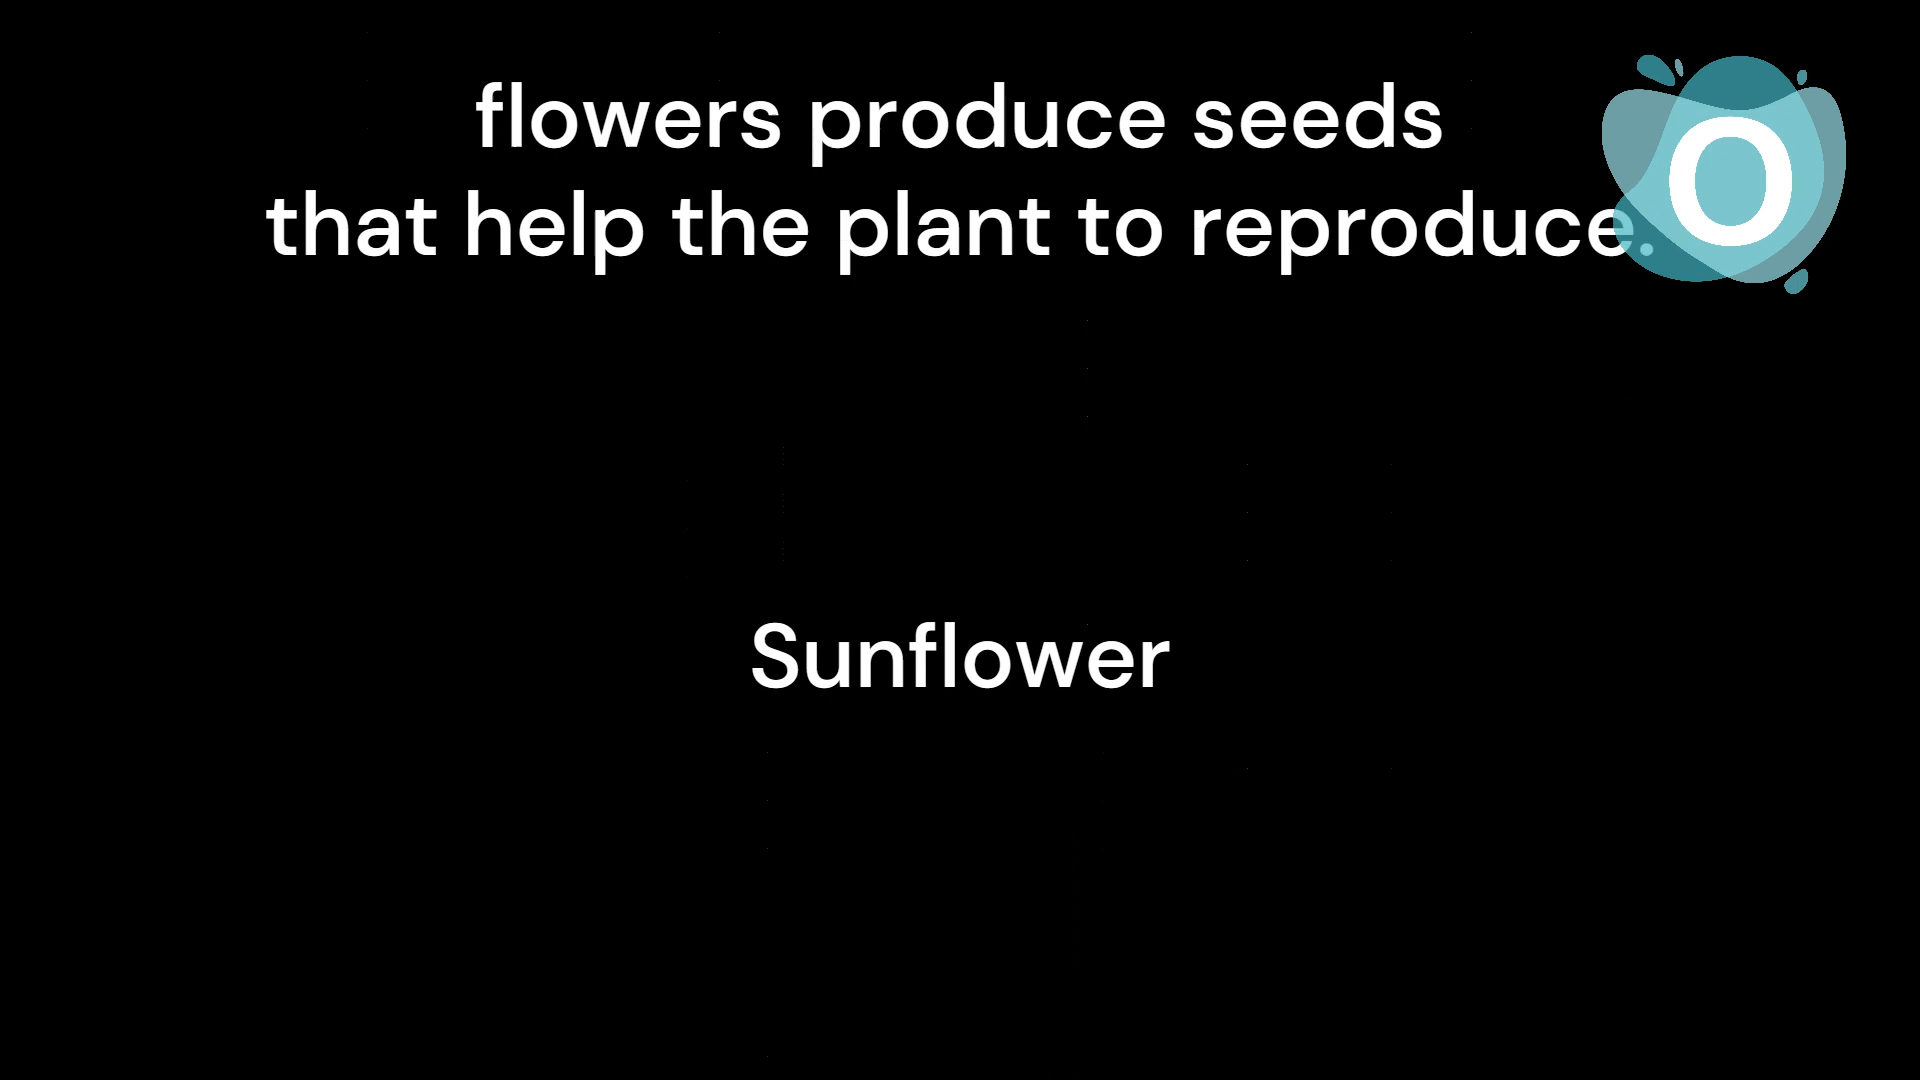 flowers produce seeds
that help the plant to reproduce.
O
Sunflower